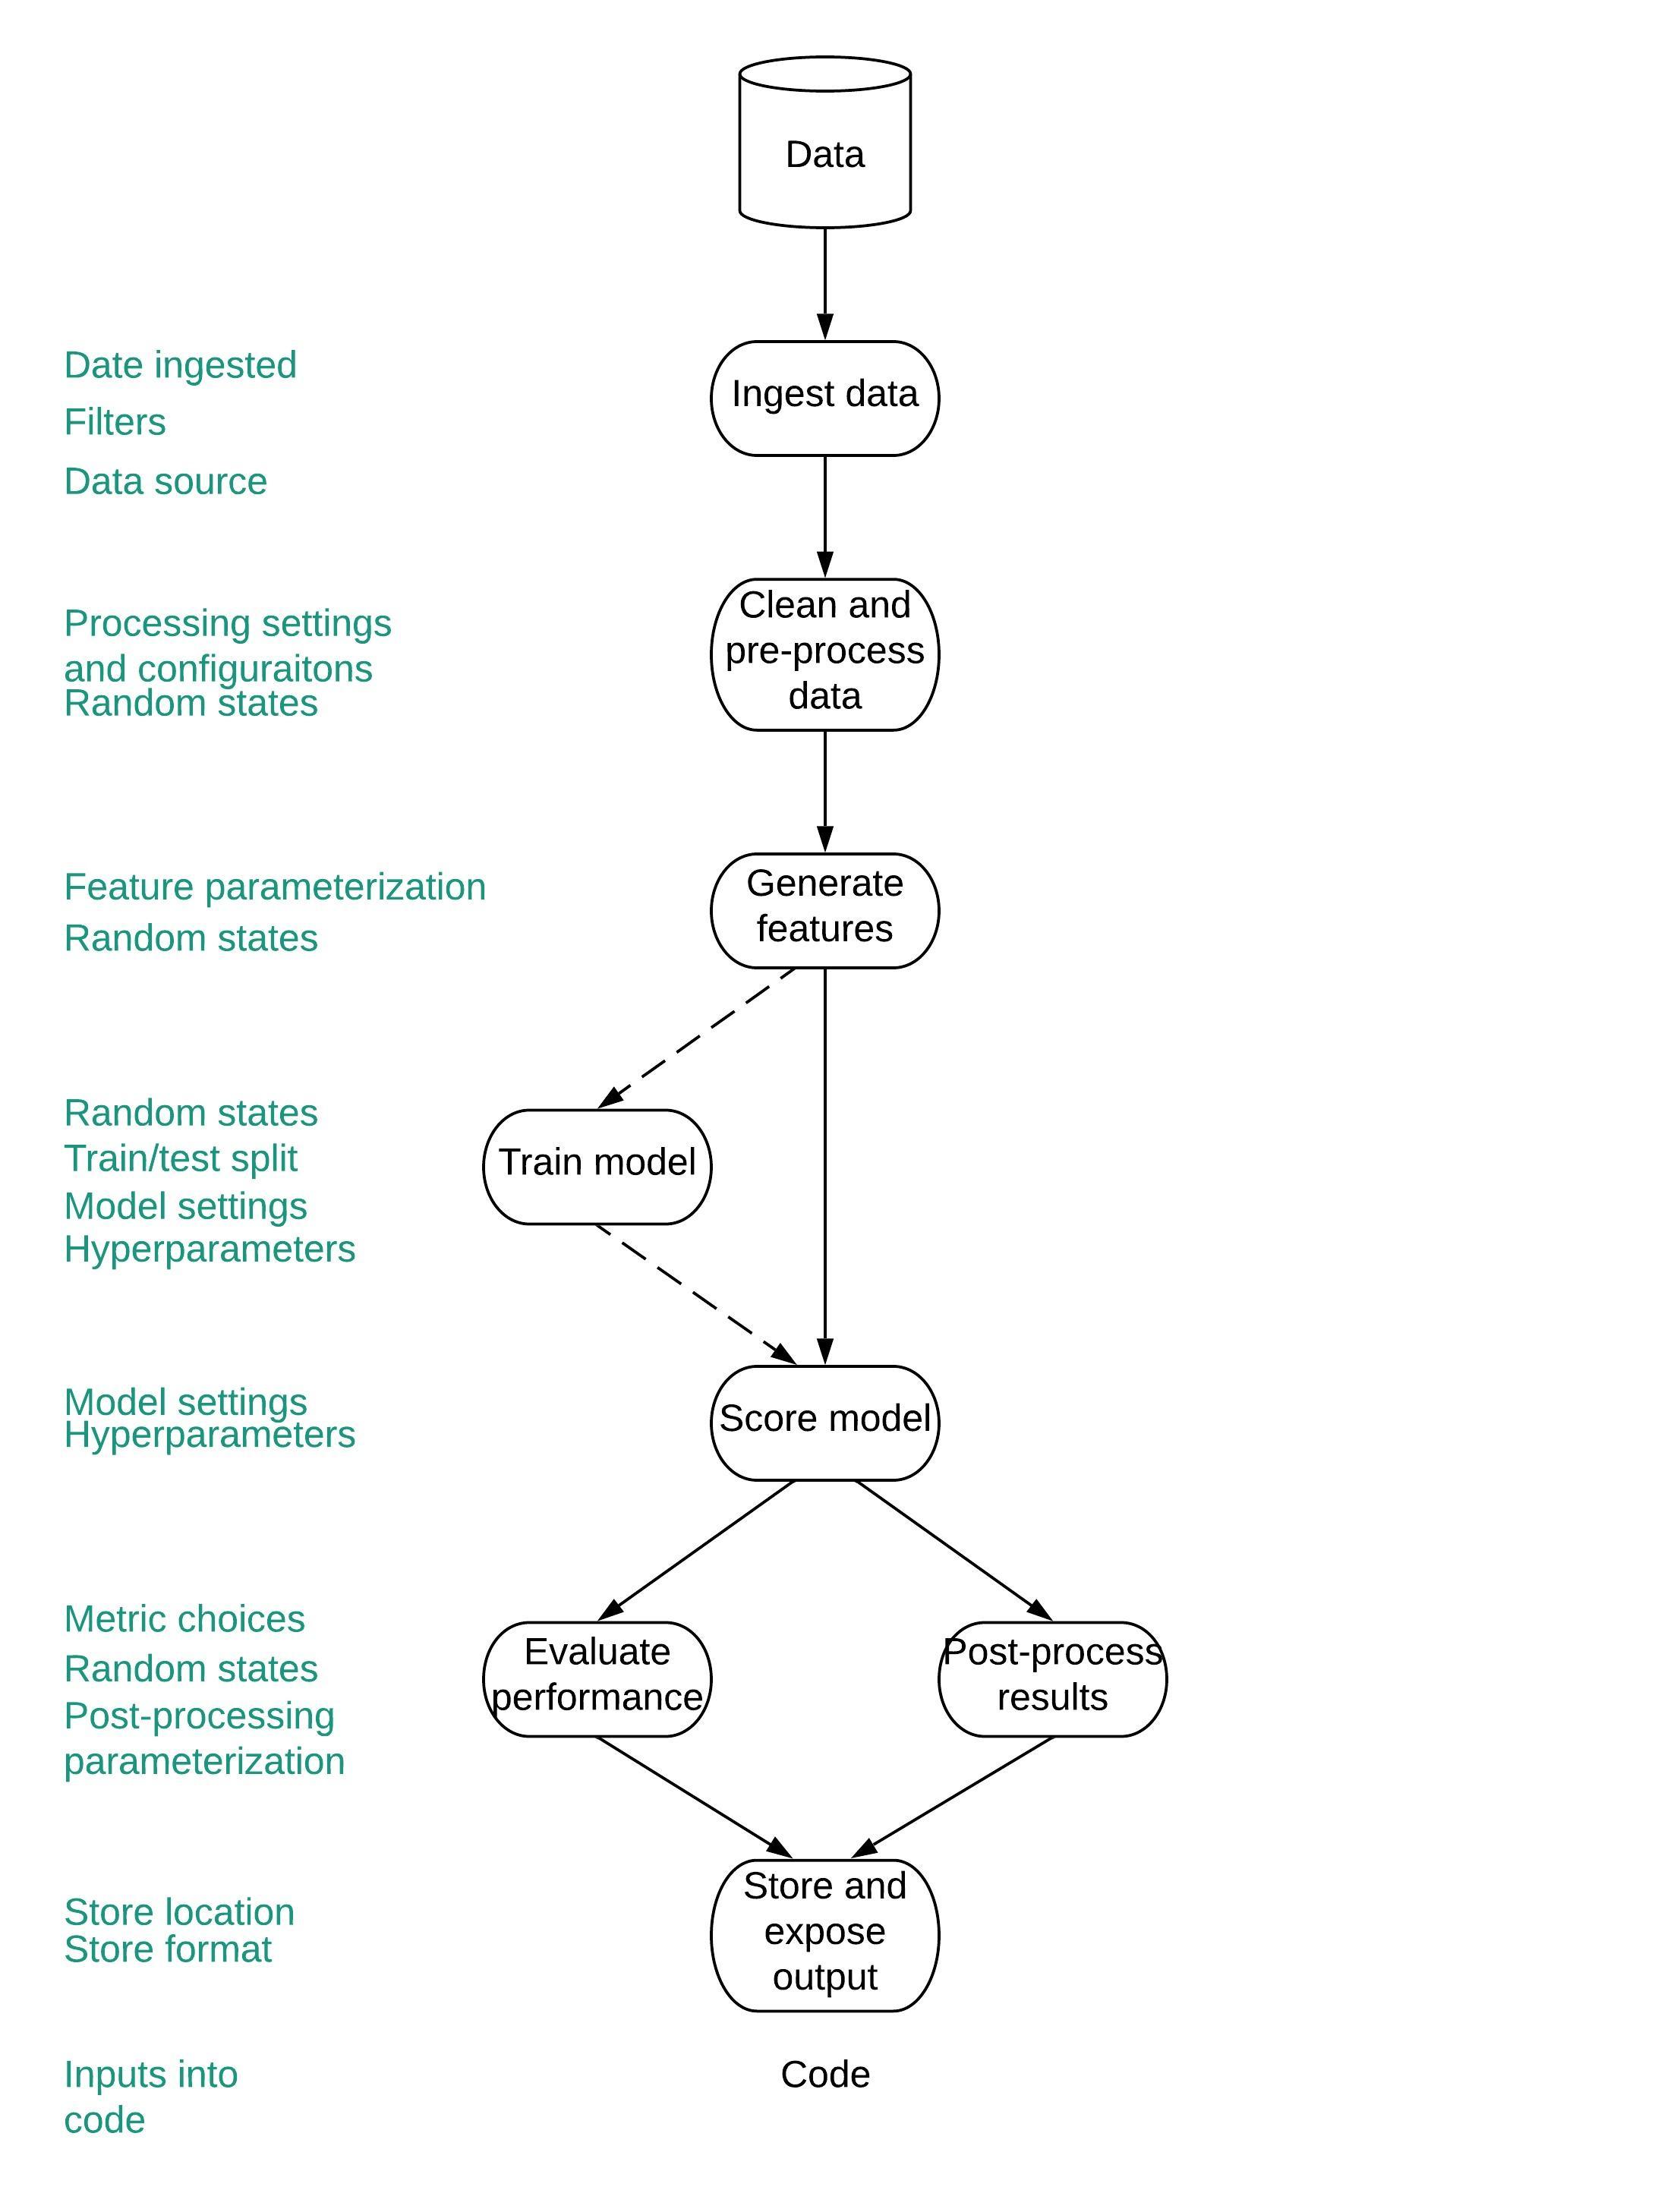 Data
Date ingested
Ingest data
Filters
Data source
Clean and
Processing settings
pre-process
and configuraitons
data
Random states
Feature parameterization
Generate
features
Random states
Random states
Train/test split
Train model
Model settings
Hyperparameters
Model settings
Score model
Hyperparameters
Metric choices
Evaluate
performance
Post-process
results
Random states
Post-processing
parameterization
Store location
Store format
Store and
expose
output
Inputs into
code
Code